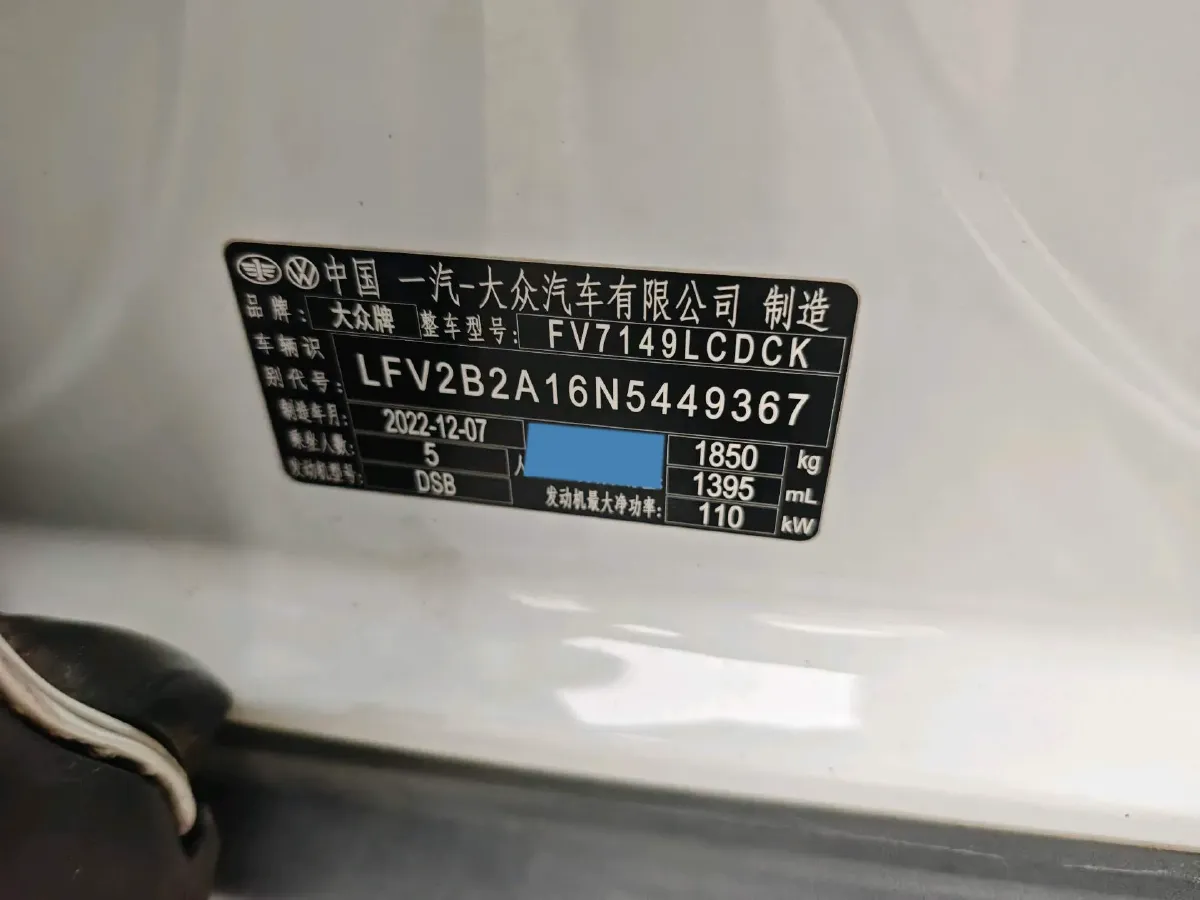 中国 一汽-大众汽车有限公司 制造
品牌: 大众牌 整车型号: FV7149LCDCK
车辆识别代号: LFV2B2A16N5449367
制造年月: 2022-12-07 1850 kg
乘坐人数: 5 人 1395 mL
发动机型号: DSB 发动机最大净功率: 110 kW